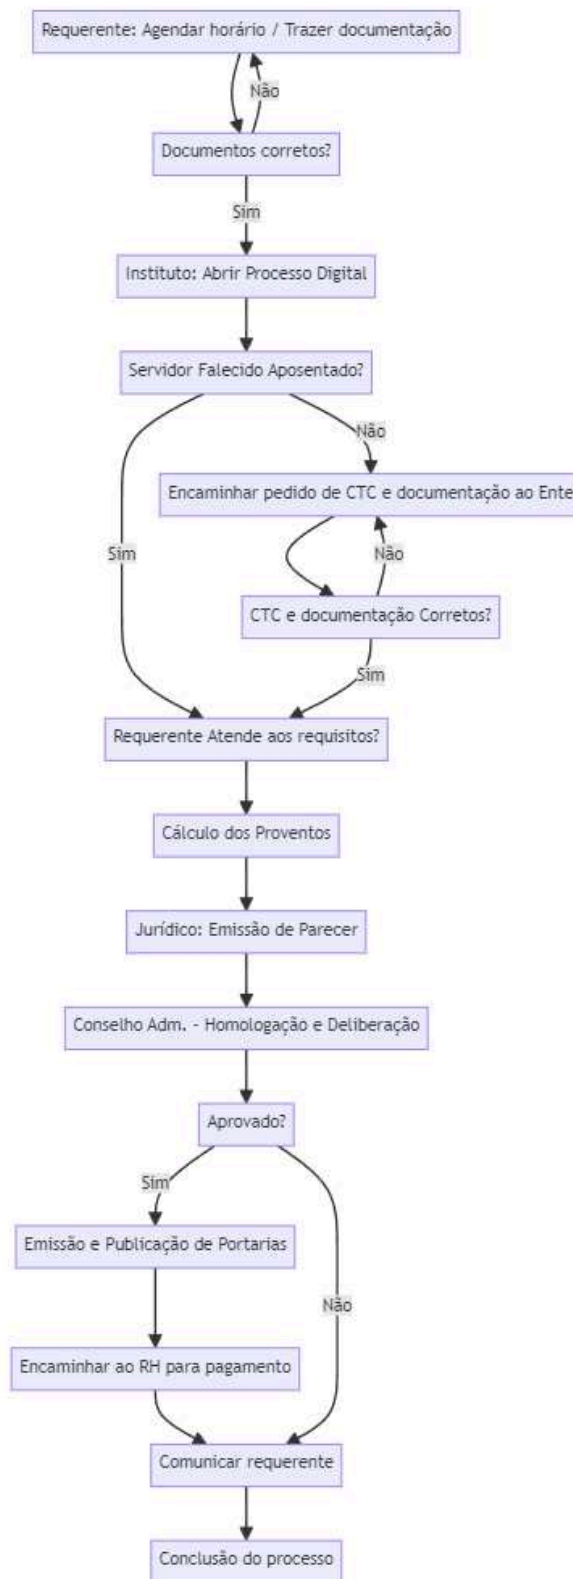 Requerente: Agendar horário / Trazer documentação
Não
Documentos corretos?
Sim
Instituto: Abrir Processo Digital
Servidor Falecido Aposentado?
Não
Encaminhar pedido de CTC e documentação ao Ente
Sim
Não
CTC e documentação Corretos?
Sim
Requerente Atende aos requisitos?
Cálculo dos Proventos
Jurídico: Emissão de Parecer
Conselho Adm. - Homologação e Deliberação
Aprovado?
Sim
Emissão e Publicação de Portarias
Não
Encaminhar ao RH para pagamento
Comunicar requerente
Conclusão do processo